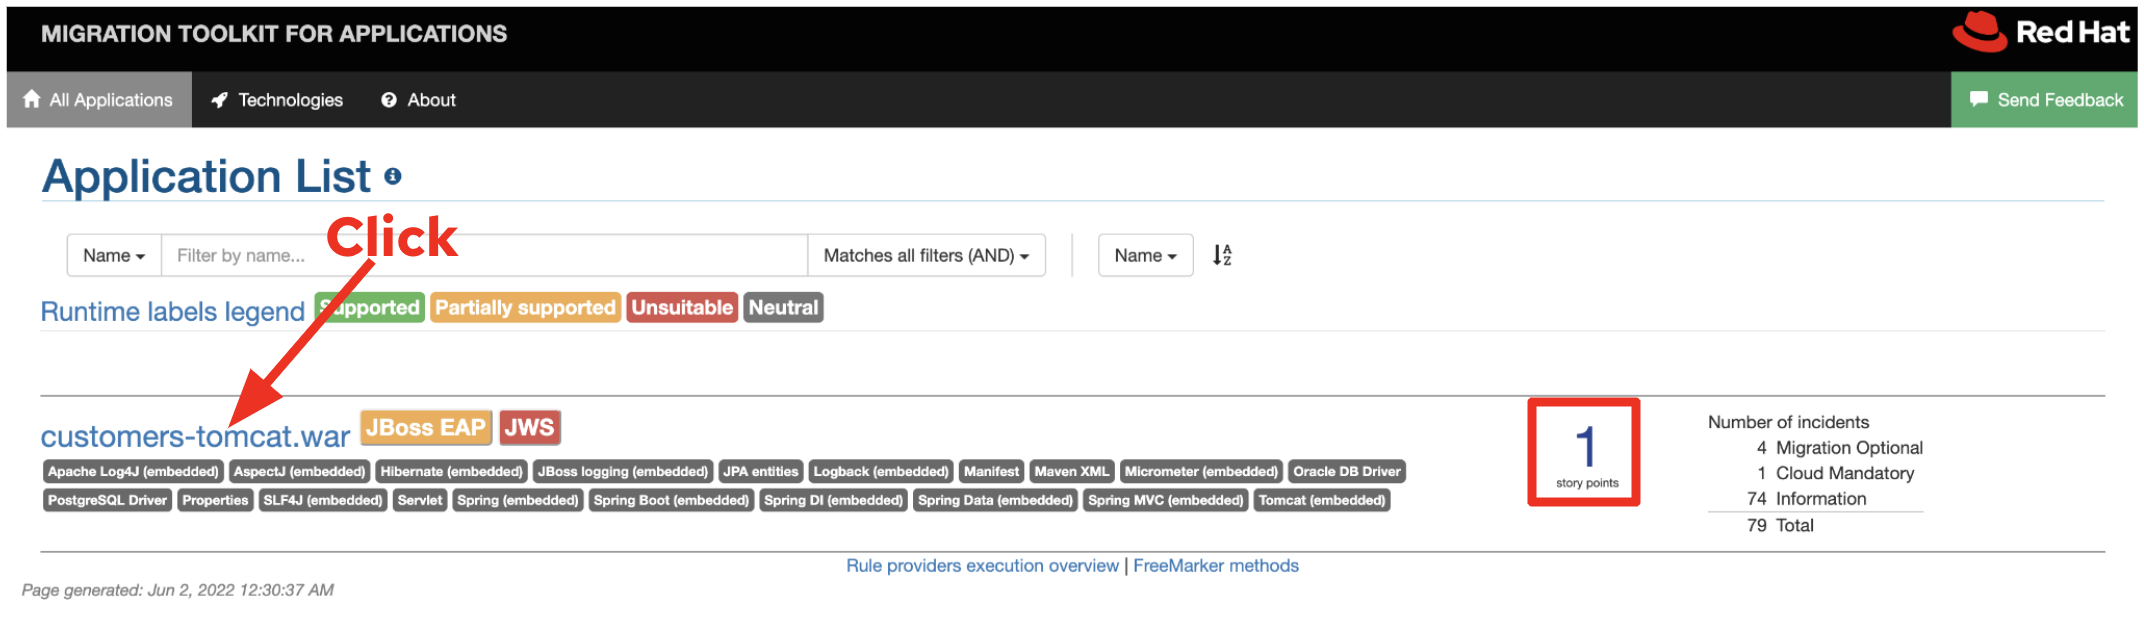 MIGRATION TOOLKIT FOR APPLICATIONS
Red Hat
All Applications Technologies About
Send Feedback
Application List
Click
Name Filter by name... Matches all filters (AND) Name
Runtime labels legend Supported Partially supported Unsuitable Neutral
customers-tomcat.war JBoss EAP JWS
Apache Log4J (embedded) AspectJ (embedded) Hibernate (embedded) JBoss logging (embedded) JPA entities Logback (embedded) Manifest Maven XML Micrometer (embedded) Oracle DB Driver
PostgreSQL Driver Properties SLF4J (embedded) Servlet Spring (embedded) Spring Boot (embedded) Spring DI (embedded) Spring Data (embedded) Spring MVC (embedded) Tomcat (embedded)
1
story points
Number of incidents
4 Migration Optional
1 Cloud Mandatory
74 Information
79 Total
Rule providers execution overview | FreeMarker methods
Page generated: Jun 2, 2022 12:30:37 AM